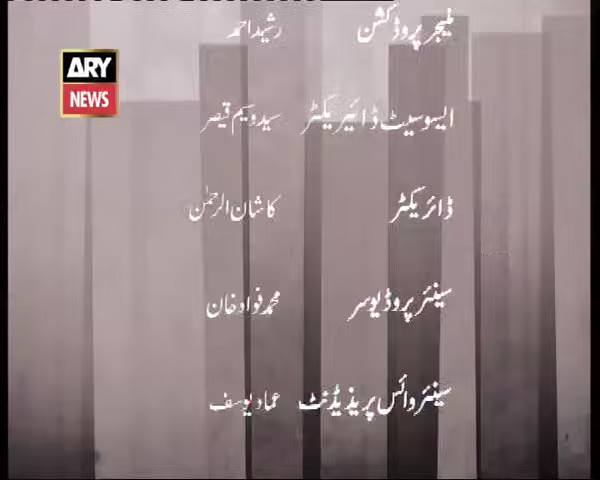 منیجر پروڈکشن رشید احمد
ARY
NEWS
ایسوسیٹ ڈائیریکٹر سید وسیم قیصر
ڈائریکٹر کاشان الرحمٰن
سینئر پروڈیوسر محمد فواد خان
سینئر وائس پریذیڈنٹ عماد یوسف